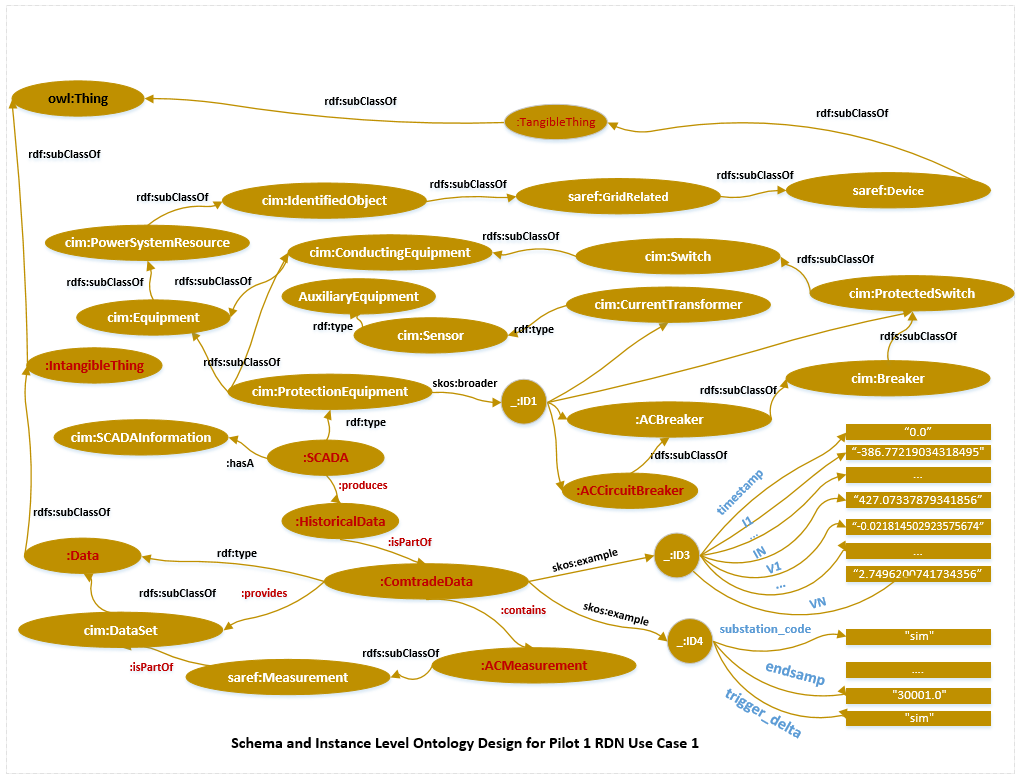 owl:Thing
rdf:subClassOf
:TangibleThing
rdf:subClassOf
rdf:subClassOf
rdf:subClassOf
cim:IdentifiedObject
rdfs:subClassOf
saref:GridRelated
rdfs:subClassOf
saref:Device
cim:PowerSystemResource
cim:ConductingEquipment
rdfs:subClassOf
cim:Switch
rdfs:subClassOf
rdf:subClassOf
rdf:subClassOf
AuxiliaryEquipment
cim:CurrentTransformer
cim:ProtectedSwitch
cim:Equipment
rdf:type
cim:Sensor
rdf:type
rdfs:subClassOf
:IntangibleThing
rdfs:subClassOf
cim:ProtectionEquipment
skos:broader
_:ID1
rdfs:subClassOf
cim:Breaker
cim:SCADAInformation
rdf:type
:ACBreaker
"0.0"
:hasA
:SCADA
rdfs:subClassOf
"-386.77219034318495"
:produces
timestamp
...
:ACCircuitBreaker
"427.07337879341856"
rdfs:subClassOf
:HistoricalData
I1
...
"-0.021814502923575674"
:isPartOf
IN
:Data
rdf:type
skos:example
_:ID3
V1
...
...
"2.7496200741734356"
:ComtradeData
rdfs:subClassOf
:provides
:contains
skos:example
VN
cim:DataSet
substation_code
"sim"
_:ID4
:isPartOf
rdfs:subClassOf
:ACMeasurement
endsamp
....
saref:Measurement
trigger_delta
"30001.0"
"sim"
Schema and Instance Level Ontology Design for Pilot 1 RDN Use Case 1